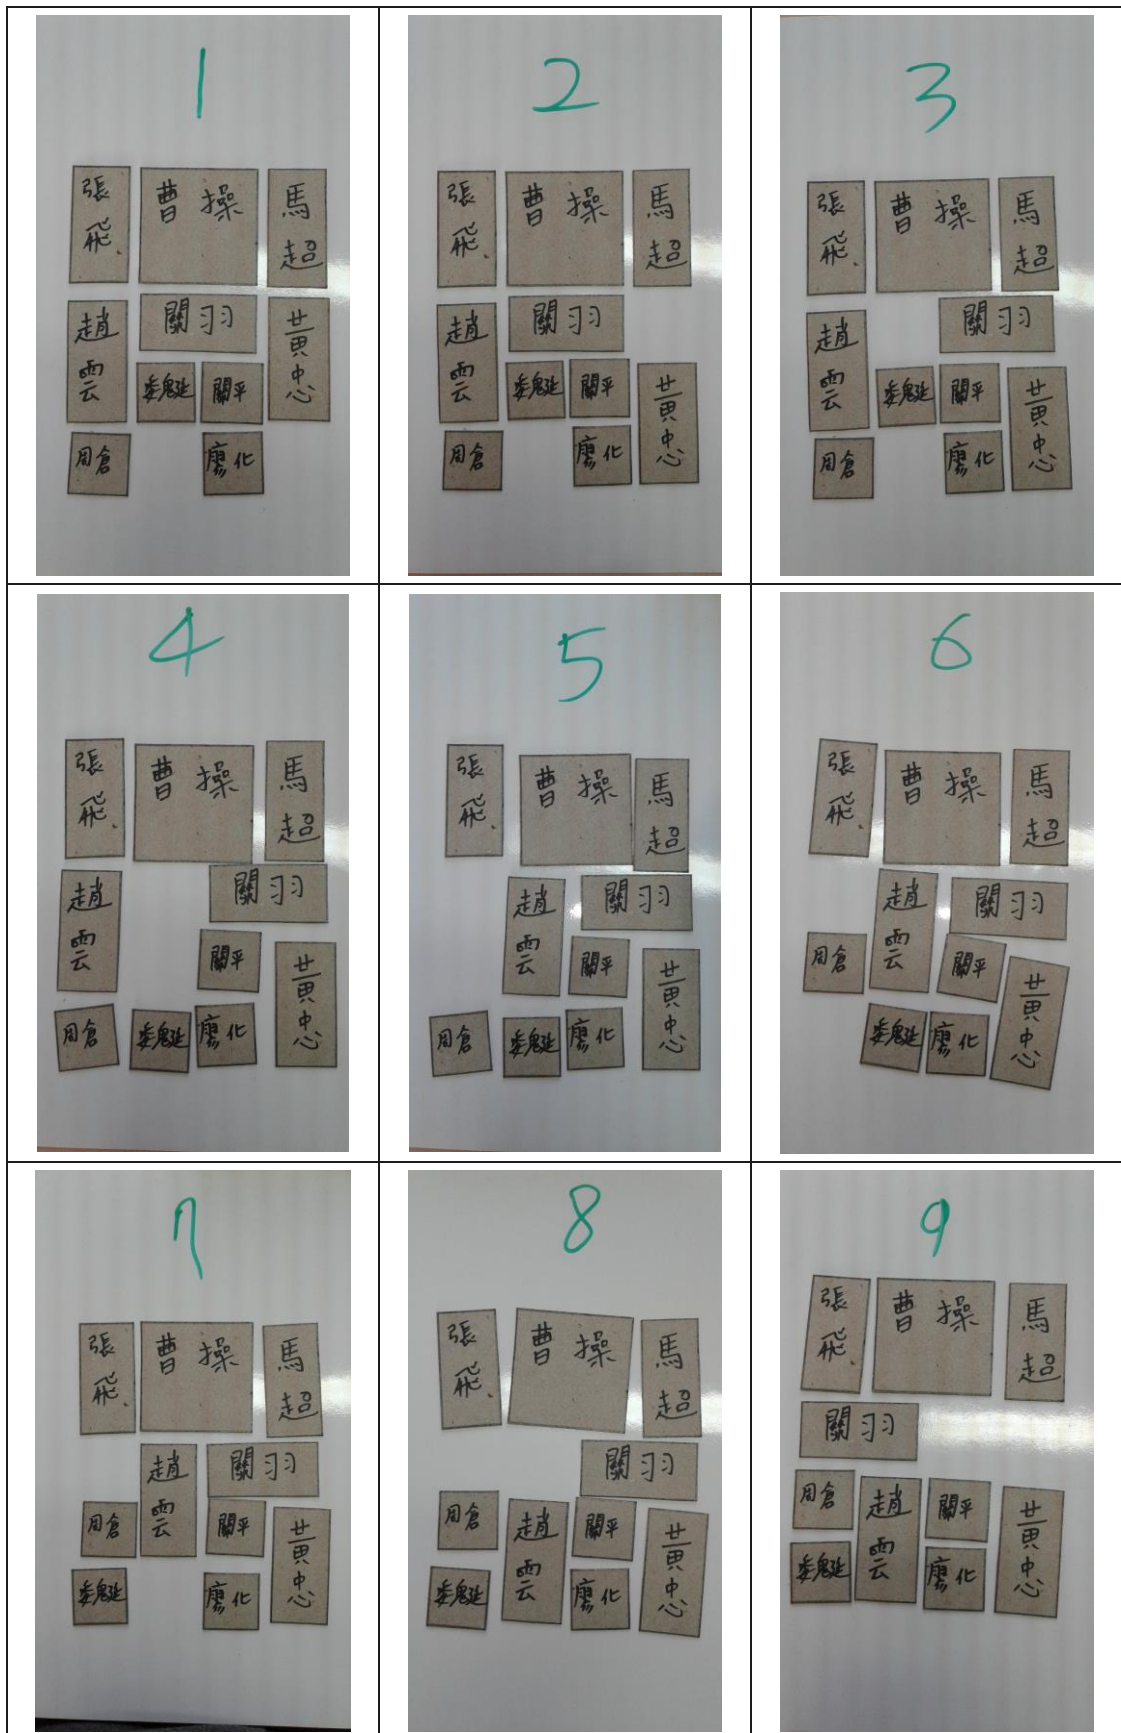 1
張飛
曹操
馬超
趙雲
關羽
黃忠
魏延
關平
周倉
廖化
2
張飛
曹操
馬超
趙雲
關羽
魏延
關平
黃忠
周倉
廖化
3
張飛
曹操
馬超
趙雲
關羽
魏延
關平
黃忠
周倉
廖化
4
張飛
曹操
馬超
趙雲
關羽
關平
黃忠
周倉
魏延
廖化
5
張飛
曹操
馬超
趙雲
關羽
關平
黃忠
周倉
魏延
廖化
6
張飛
曹操
馬超
趙雲
關羽
周倉
關平
黃忠
魏延
廖化
7
張飛
曹操
馬超
趙雲
關羽
周倉
關平
黃忠
魏延
廖化
8
張飛
曹操
馬超
關羽
周倉
趙雲
關平
黃忠
魏延
廖化
9
張飛
曹操
馬超
關羽
周倉
趙雲
關平
黃忠
魏延
廖化